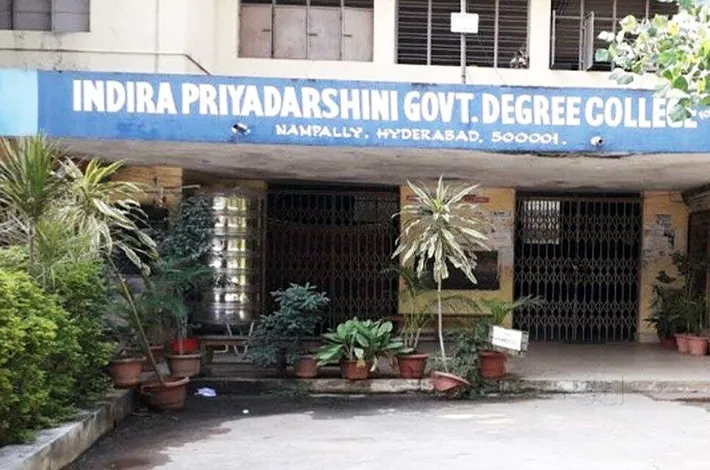 INDIRA PRIYADARSHINI GOVT. DEGREE COLLEGE
NAMPALLY, HYDERABAD, 500001.